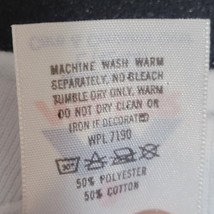 MACHINE WASH WARM
SEPARATELY, NO BLEACH
TUMBLE DRY ONLY, WARM
DO NOT DRY CLEAN OR
IRON IF DECORATED
WPL 7190
50% POLYESTER
50% COTTON